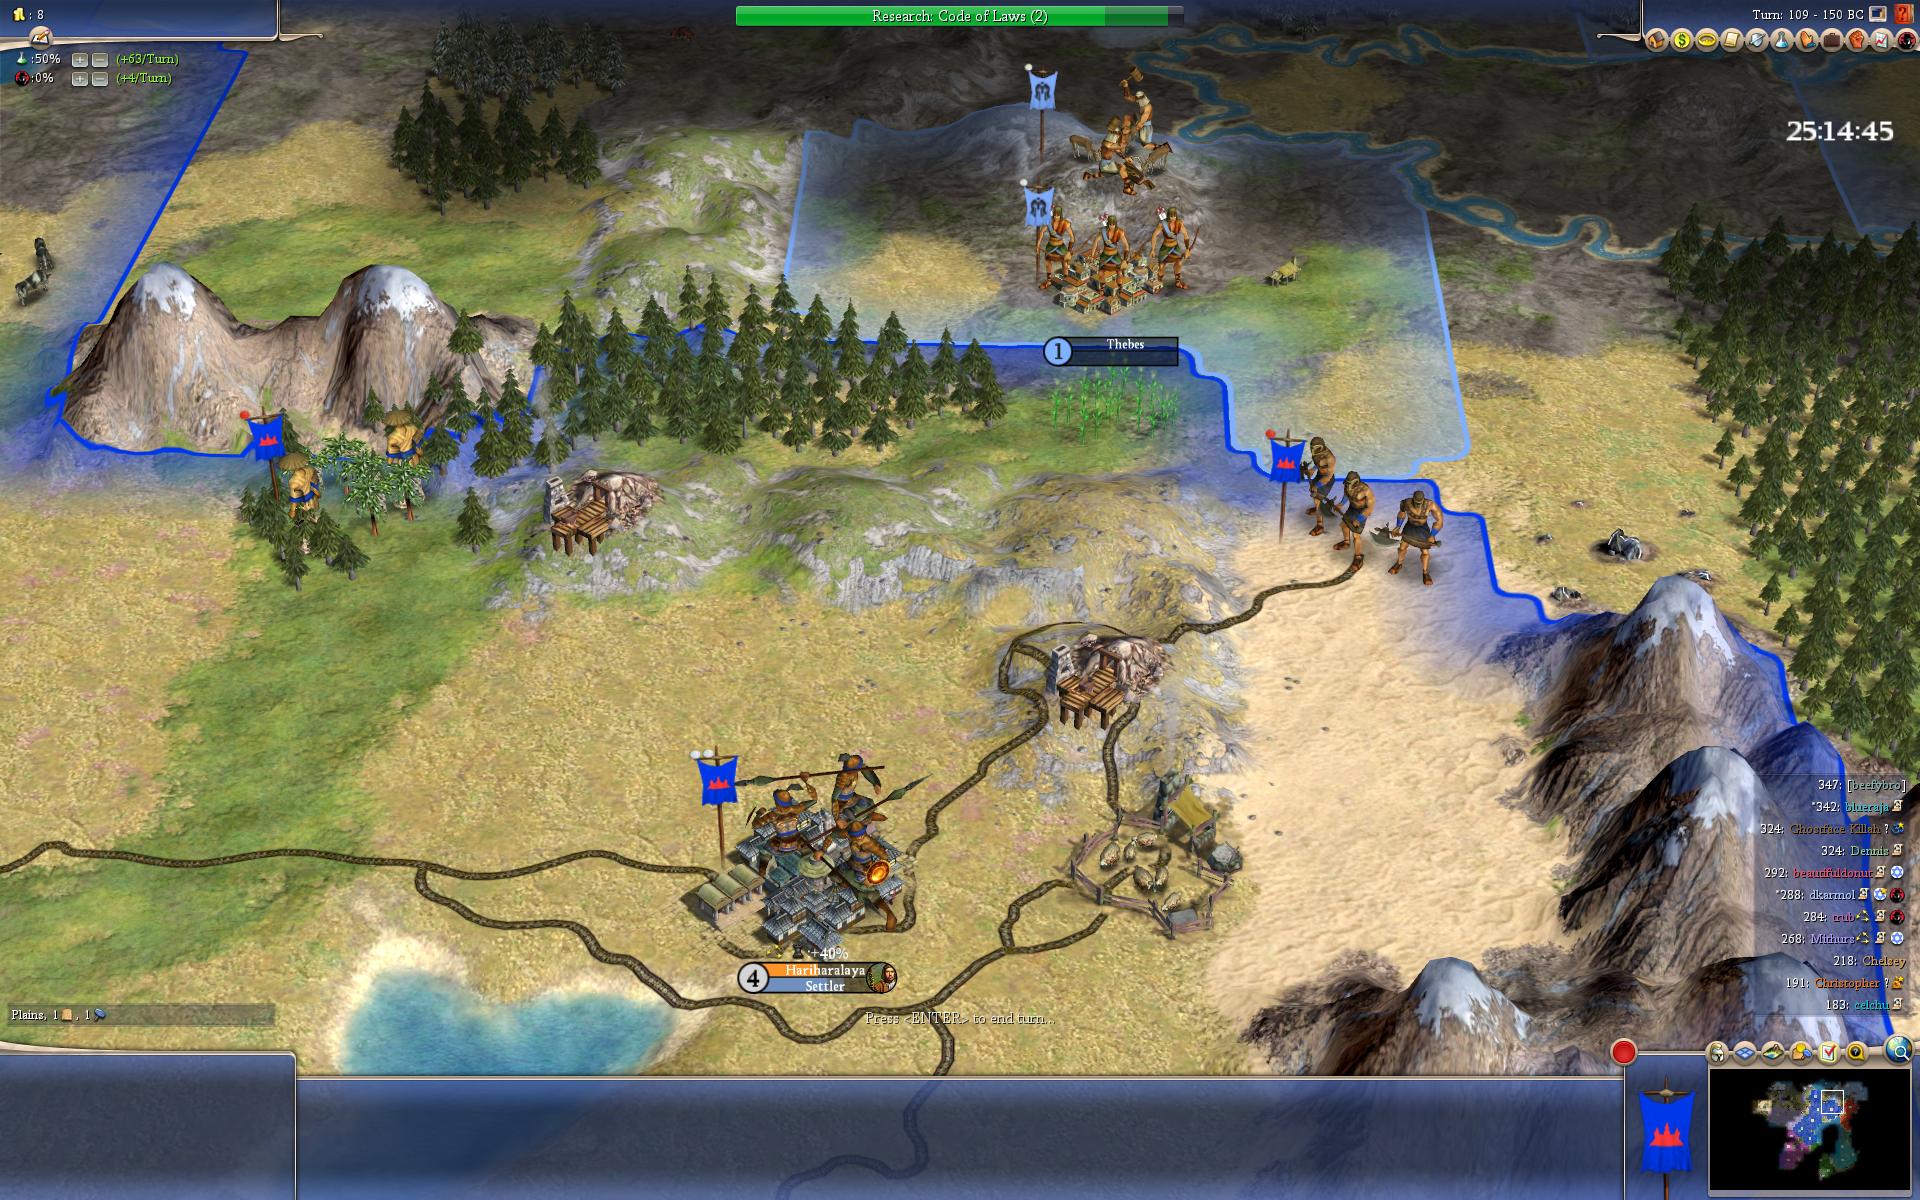 : 8
Research: Code of Laws (2)
Turn: 109 - 150 BC
:50% (+63/Turn)
:0% (+4/Turn)
25:14:45
1 Thebes
:+40%
4 Hariharalaya
Settler
347: [beefybro]
*342: blueraja
324: Ghostface Killah ?
324: Dennis
292: beautifuldonut
*288: dkarmol
284: trub
268: Mithurs
218: Chelsey
191: Christopher ?
183: celchu
Plains, 1 , 1
Press <ENTER> to end turn...